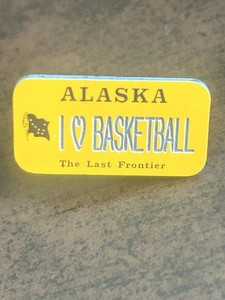 ALASKA
I ♡ BASKETBALL
The Last Frontier